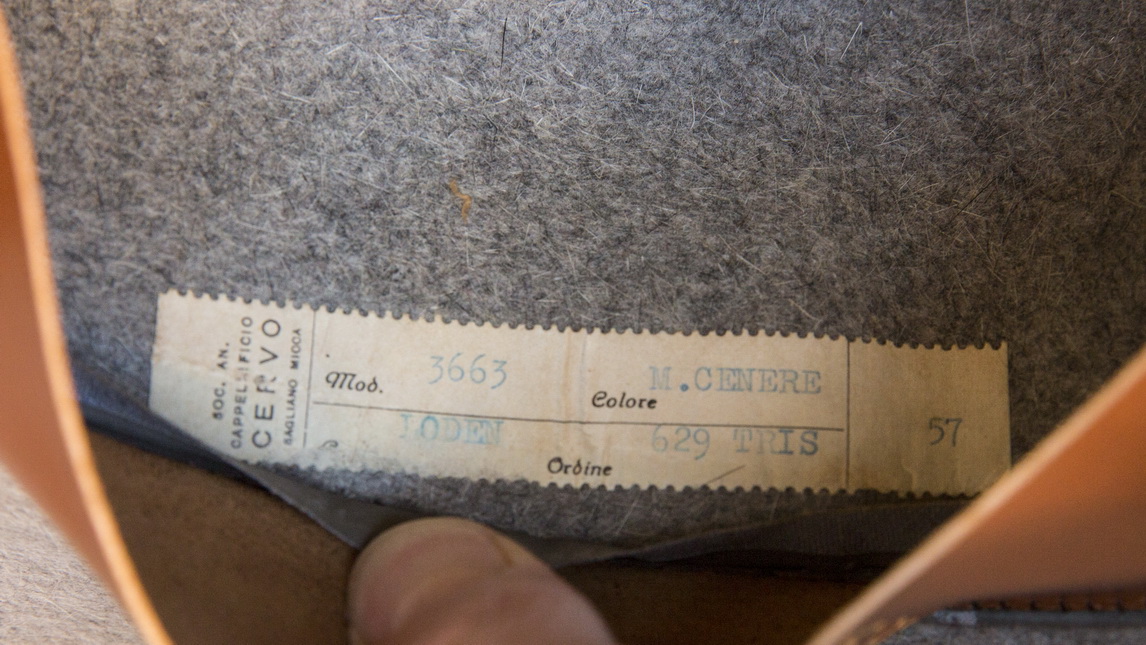 SOC. AN.
CAPPELLIFICIO
CERVO
SAGLIANO MICCA
Mod. 3663
Colore M.CENERE
LODEN
Ordine 629 TRIS
57